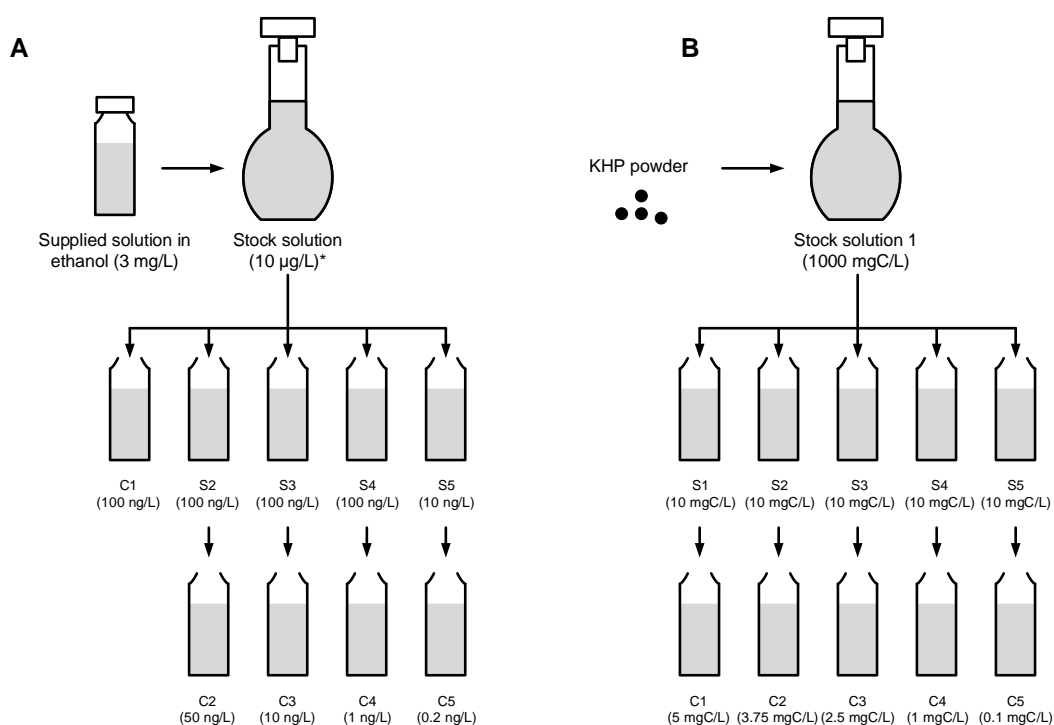 A
Supplied solution in
ethanol (3 mg/L)
Stock solution
(10 µg/L)*
C1
(100 ng/L)
S2
(100 ng/L)
S3
(100 ng/L)
S4
(100 ng/L)
S5
(10 ng/L)
C2
(50 ng/L)
C3
(10 ng/L)
C4
(1 ng/L)
C5
(0.2 ng/L)
B
KHP powder
Stock solution 1
(1000 mgC/L)
S1
(10 mgC/L)
S2
(10 mgC/L)
S3
(10 mgC/L)
S4
(10 mgC/L)
S5
(10 mgC/L)
C1
(5 mgC/L)
C2
(3.75 mgC/L)
C3
(2.5 mgC/L)
C4
(1 mgC/L)
C5
(0.1 mgC/L)